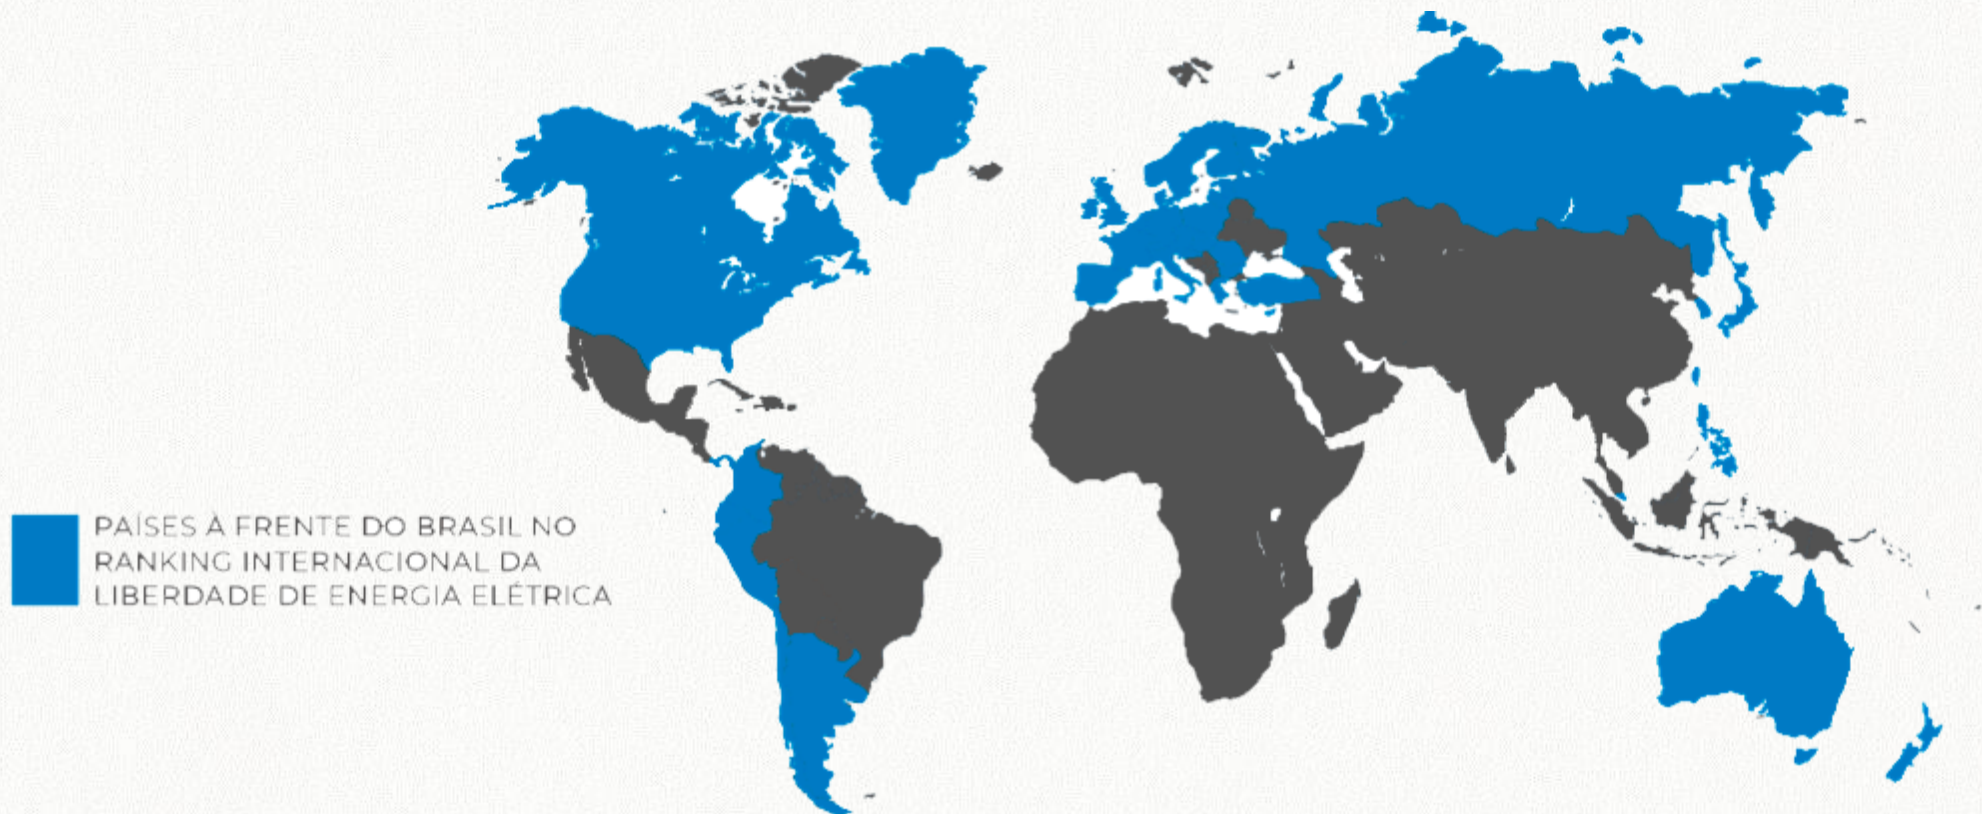 PAÍSES À FRENTE DO BRASIL NO
RANKING INTERNACIONAL DA
LIBERDADE DE ENERGIA ELÉTRICA